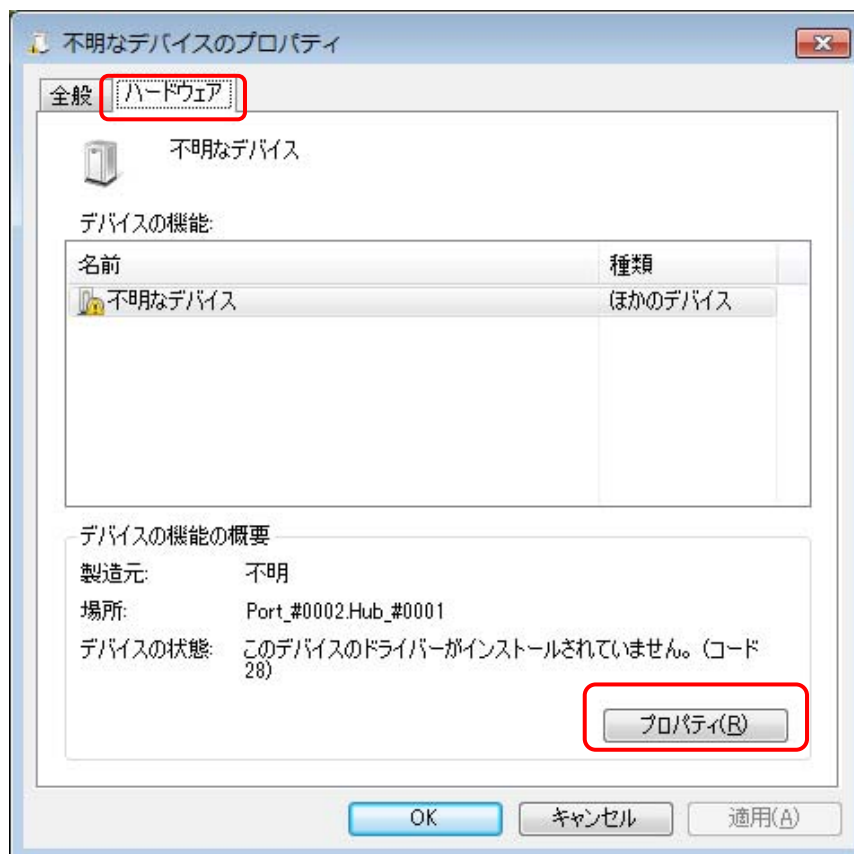 不明なデバイスのプロパティ
全般 ハードウェア
不明なデバイス
デバイスの機能:
名前 種類
不明なデバイス ほかのデバイス
デバイスの機能の概要
製造元: 不明
場所: Port_#0002.Hub_#0001
デバイスの状態: このデバイスのドライバーがインストールされていません。(コード
28)
プロパティ(R)
OK キャンセル 適用(A)